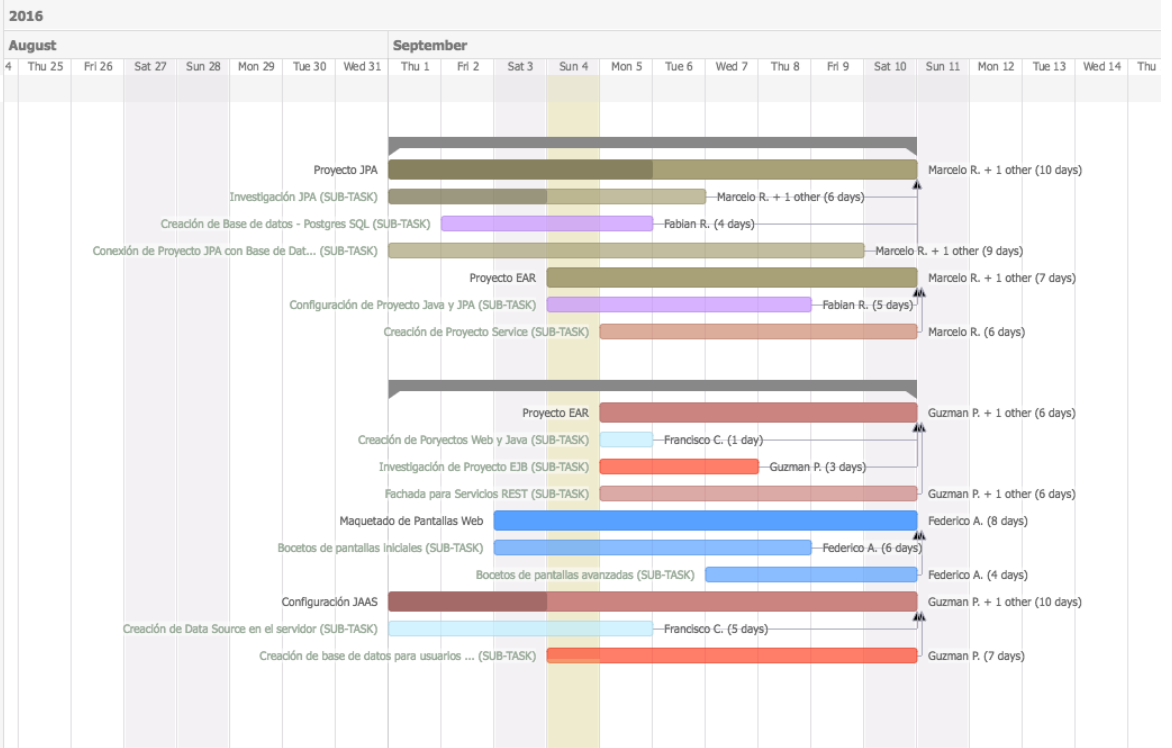 2016
August September
4 Thu 25 Fri 26 Sat 27 Sun 28 Mon 29 Tue 30 Wed 31 Thu 1 Fri 2 Sat 3 Sun 4 Mon 5 Tue 6 Wed 7 Thu 8 Fri 9 Sat 10 Sun 11 Mon 12 Tue 13 Wed 14 Thu
Proyecto JPA Marcelo R. + 1 other (10 days)
Investigación JPA (SUB-TASK) Marcelo R. + 1 other (6 days)
Creación de Base de datos - Postgres SQL (SUB-TASK) Fabian R. (4 days)
Conexión de Proyecto JPA con Base de Dat... (SUB-TASK) Marcelo R. + 1 other (9 days)
Proyecto EAR Marcelo R. + 1 other (7 days)
Configuración de Proyecto Java y JPA (SUB-TASK) Fabian R. (5 days)
Creación de Proyecto Service (SUB-TASK) Marcelo R. (6 days)
Proyecto EAR Guzman P. + 1 other (6 days)
Creación de Poryectos Web y Java (SUB-TASK) Francisco C. (1 day)
Investigación de Proyecto EJB (SUB-TASK) Guzman P. (3 days)
Fachada para Servicios REST (SUB-TASK) Guzman P. + 1 other (6 days)
Maquetado de Pantallas Web Federico A. (8 days)
Bocetos de pantallas iniciales (SUB-TASK) Federico A. (6 days)
Bocetos de pantallas avanzadas (SUB-TASK) Federico A. (4 days)
Configuración JAAS Guzman P. + 1 other (10 days)
Creación de Data Source en el servidor (SUB-TASK) Francisco C. (5 days)
Creación de base de datos para usuarios ... (SUB-TASK) Guzman P. (7 days)